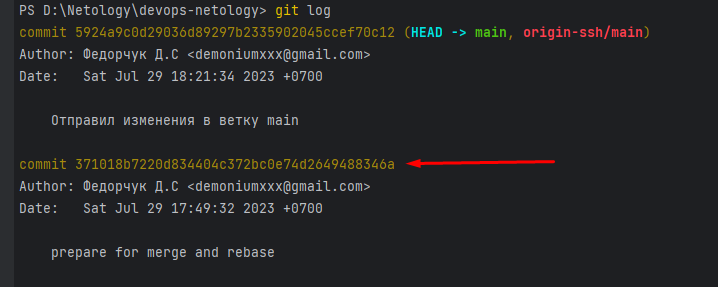 PS D:\Netology\devops-netology> git log
commit 5924a9c0d29036d89297b2335902045ccef70c12 (HEAD -> main, origin-ssh/main)
Author: Федорчук Д.С <demoniumxxx@gmail.com>
Date:   Sat Jul 29 18:21:34 2023 +0700
Отправил изменения в ветку main
commit 371018b7220d834404c372bc0e74d2649488346a
Author: Федорчук Д.С <demoniumxxx@gmail.com>
Date:   Sat Jul 29 17:49:32 2023 +0700
prepare for merge and rebase